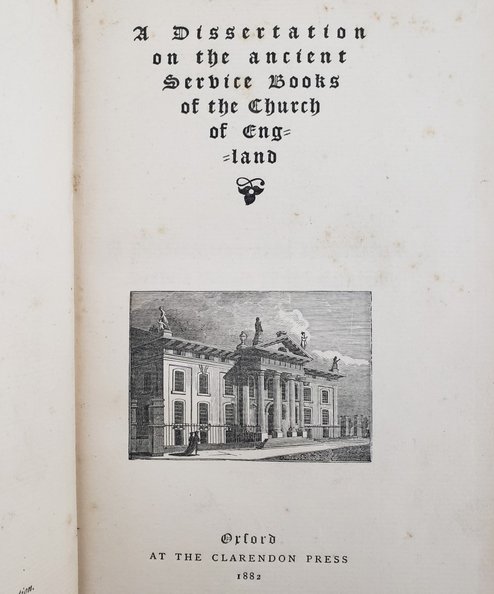 A Dissertation
on the ancient
Service Books
of the Church
of Eng=
=land
Oxford
AT THE CLARENDON PRESS
1882